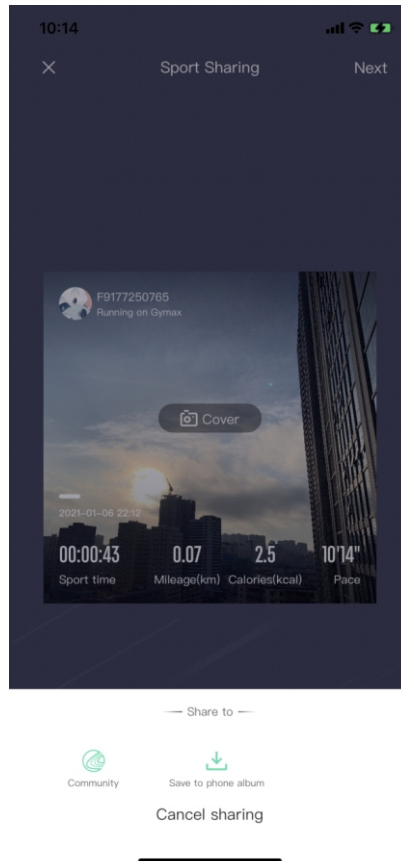 10:14
Sport Sharing
Next
F9177250765
Running on Gymax
Cover
2021-01-06 22:12
00:00:43
0.07
2.5
10'14"
Sport time
Mileage(km)
Calories(kcal)
Pace
Share to
Community
Save to phone album
Cancel sharing